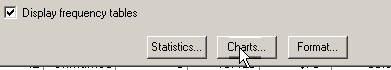 Display frequency tables
Statistics... Charts... Format...